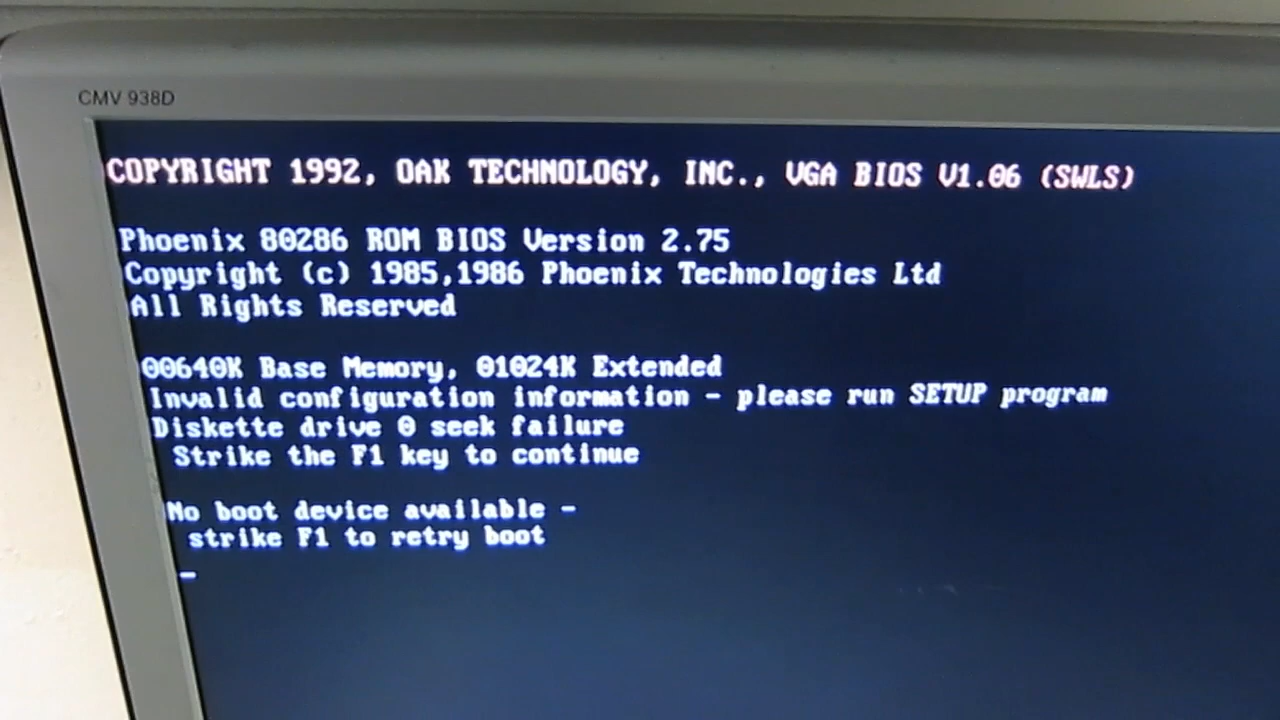 CMV 938D
COPYRIGHT 1992, OAK TECHNOLOGY, INC., VGA BIOS V1.06 (SWLS)
Phoenix 80286 ROM BIOS Version 2.75
Copyright (c) 1985,1986 Phoenix Technologies Ltd
All Rights Reserved
00640K Base Memory, 01024K Extended
Invalid configuration information - please run SETUP program
Diskette drive 0 seek failure
Strike the F1 key to continue
No boot device available -
strike F1 to retry boot
_